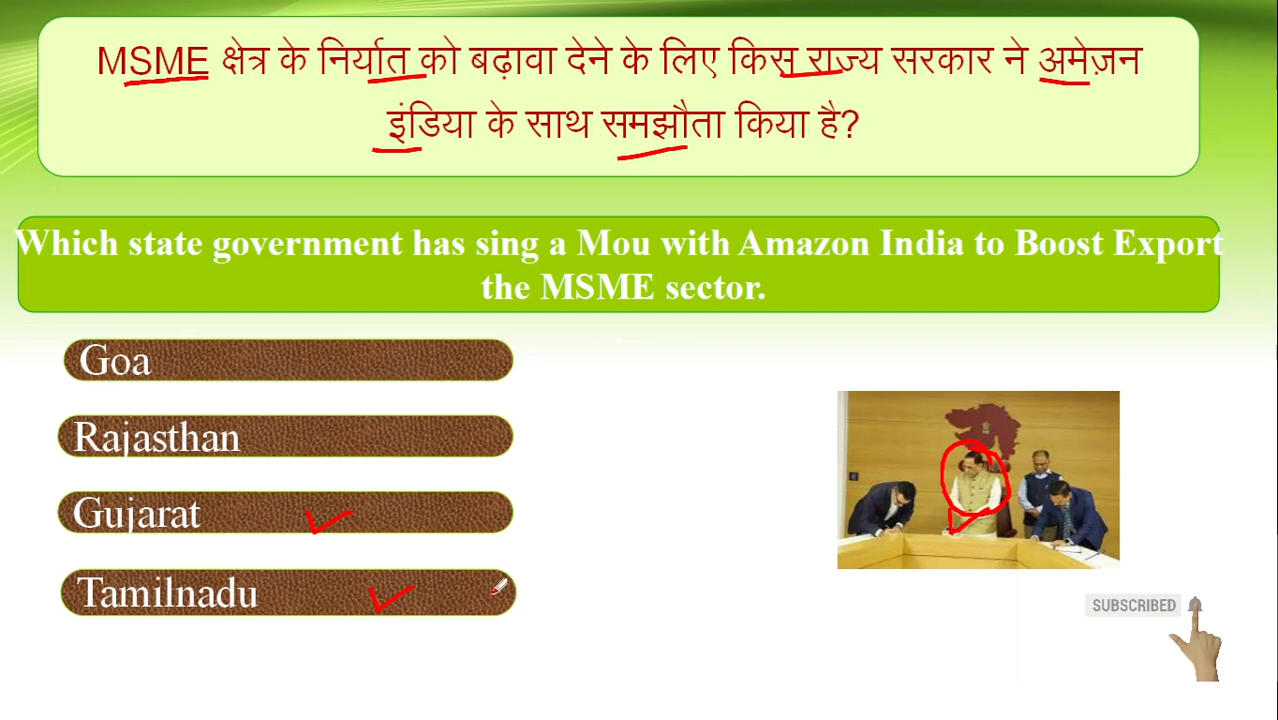 MSME क्षेत्र के निर्यात को बढ़ावा देने के लिए किस राज्य सरकार ने अमेज़न
इंडिया के साथ समझौता किया है?
Which state government has sing a Mou with Amazon India to Boost Export
the MSME sector.
Goa
Rajasthan
Gujarat
Tamilnadu
SUBSCRIBED